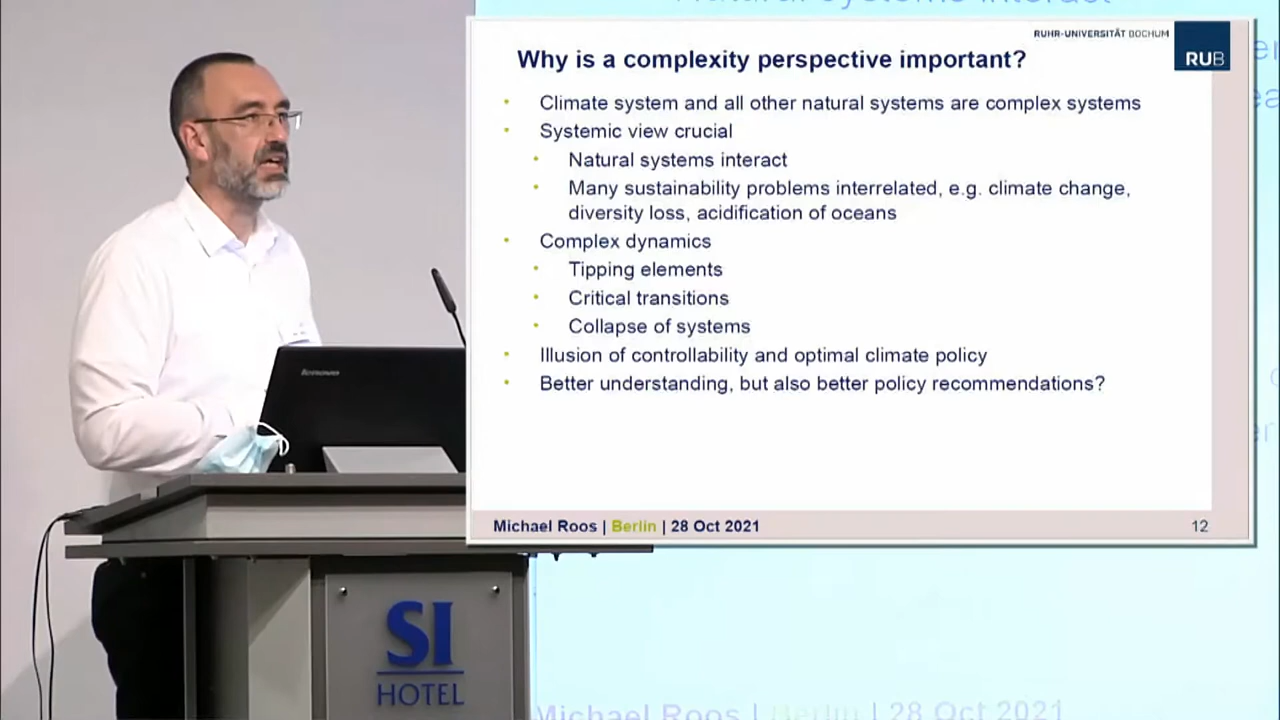 Natural systems interact
RUHR-UNIVERSITÄT BOCHUM
RUB
Why is a complexity perspective important?
• Climate system and all other natural systems are complex systems
• Systemic view crucial
• Natural systems interact
• Many sustainability problems interrelated, e.g. climate change,
diversity loss, acidification of oceans
• Complex dynamics
• Tipping elements
• Critical transitions
• Collapse of systems
• Illusion of controllability and optimal climate policy
• Better understanding, but also better policy recommendations?
Michael Roos | Berlin | 28 Oct 2021
12
lenovo
SI
HOTEL
Michael Roos | Berlin | 28 Oct 2021